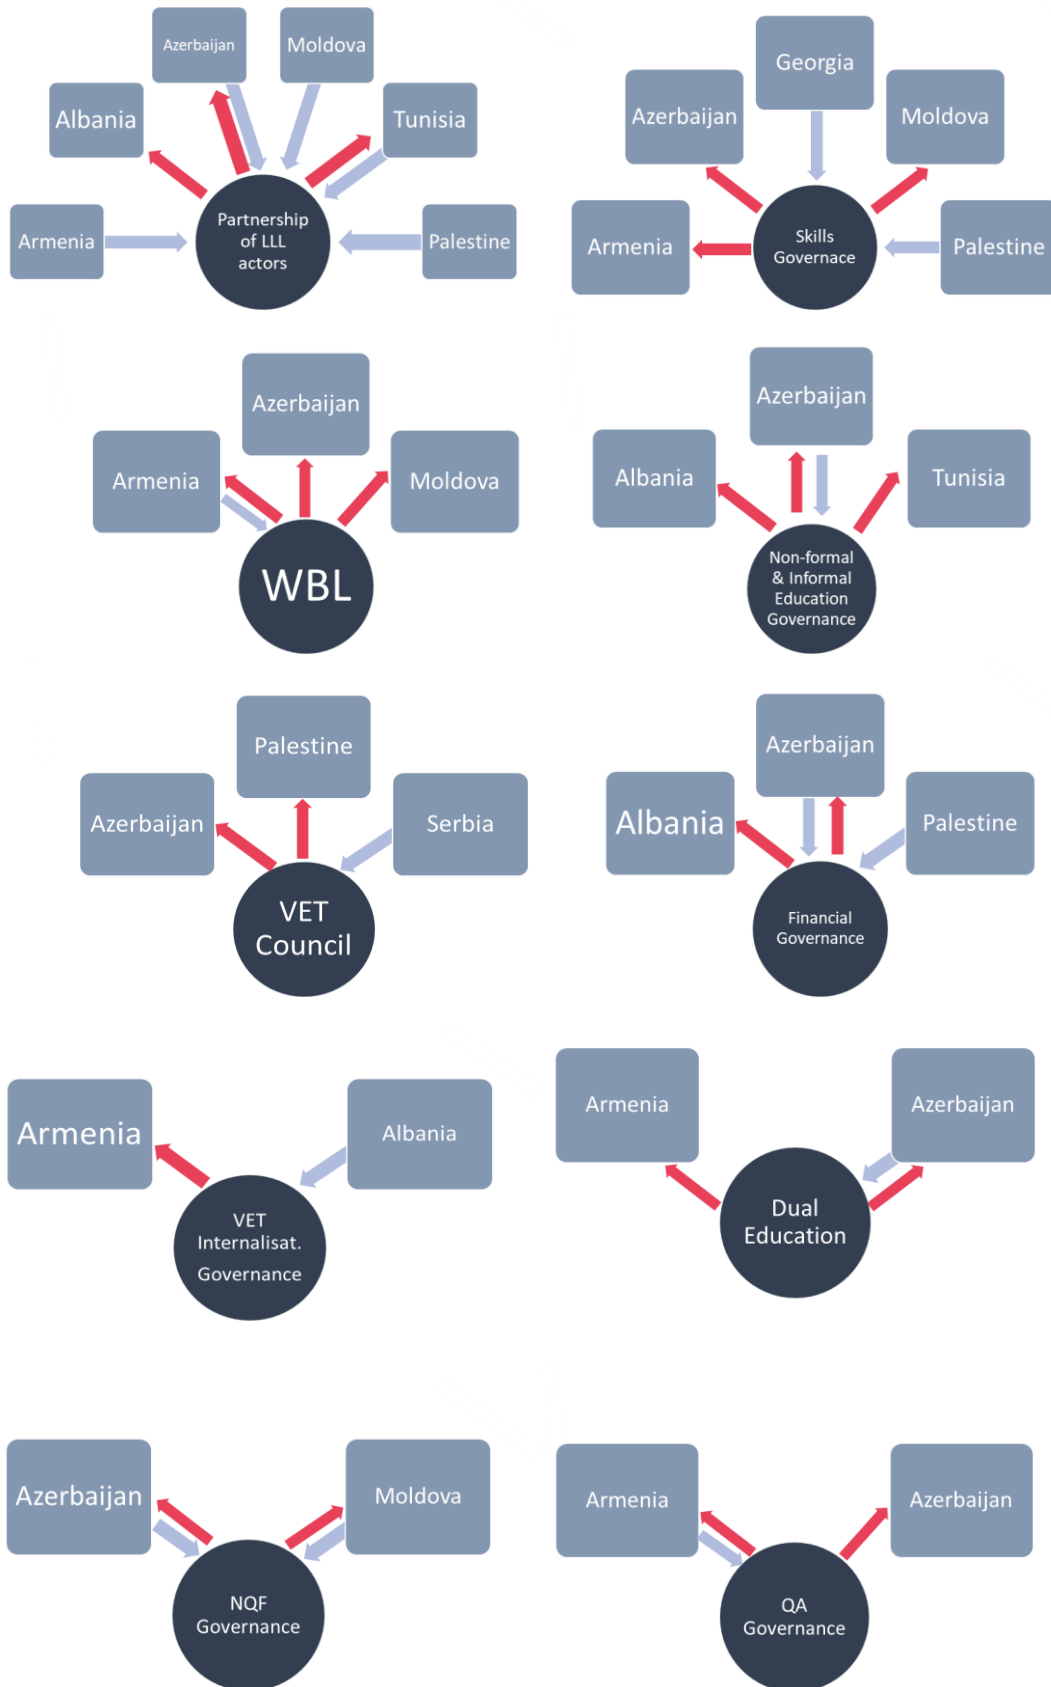 Azerbaijan
Moldova
Albania
Tunisia
Armenia
Partnership
of LLL
actors
Palestine
Georgia
Azerbaijan
Moldova
Armenia
Skills
Governace
Palestine
Azerbaijan
Armenia
Moldova
WBL
Azerbaijan
Albania
Tunisia
Non-formal
& Informal
Education
Governance
Palestine
Azerbaijan
Serbia
VET
Council
Azerbaijan
Albania
Palestine
Financial
Governance
Armenia
Albania
VET
Internalisat.
Governance
Armenia
Azerbaijan
Dual
Education
Azerbaijan
Moldova
NQF
Governance
Armenia
Azerbaijan
QA
Governance